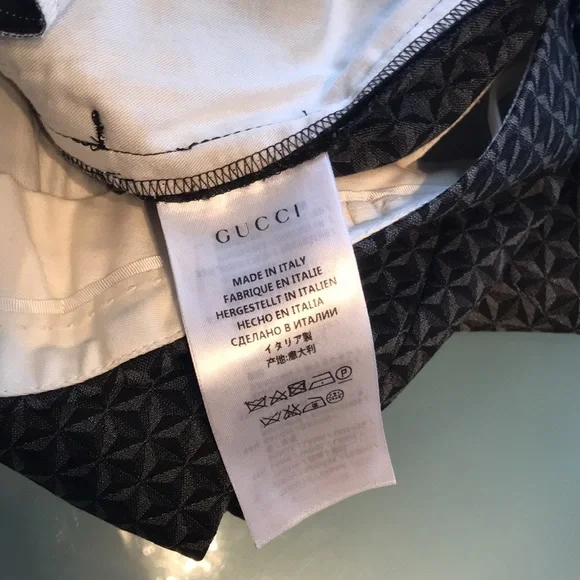 GUCCI
MADE IN ITALY
FABRIQUE EN ITALIE
HERGESTELLT IN ITALIEN
HECHO EN ITALIA
СДЕЛАНО В ИТАЛИИ
イタリア製
产地:意大利